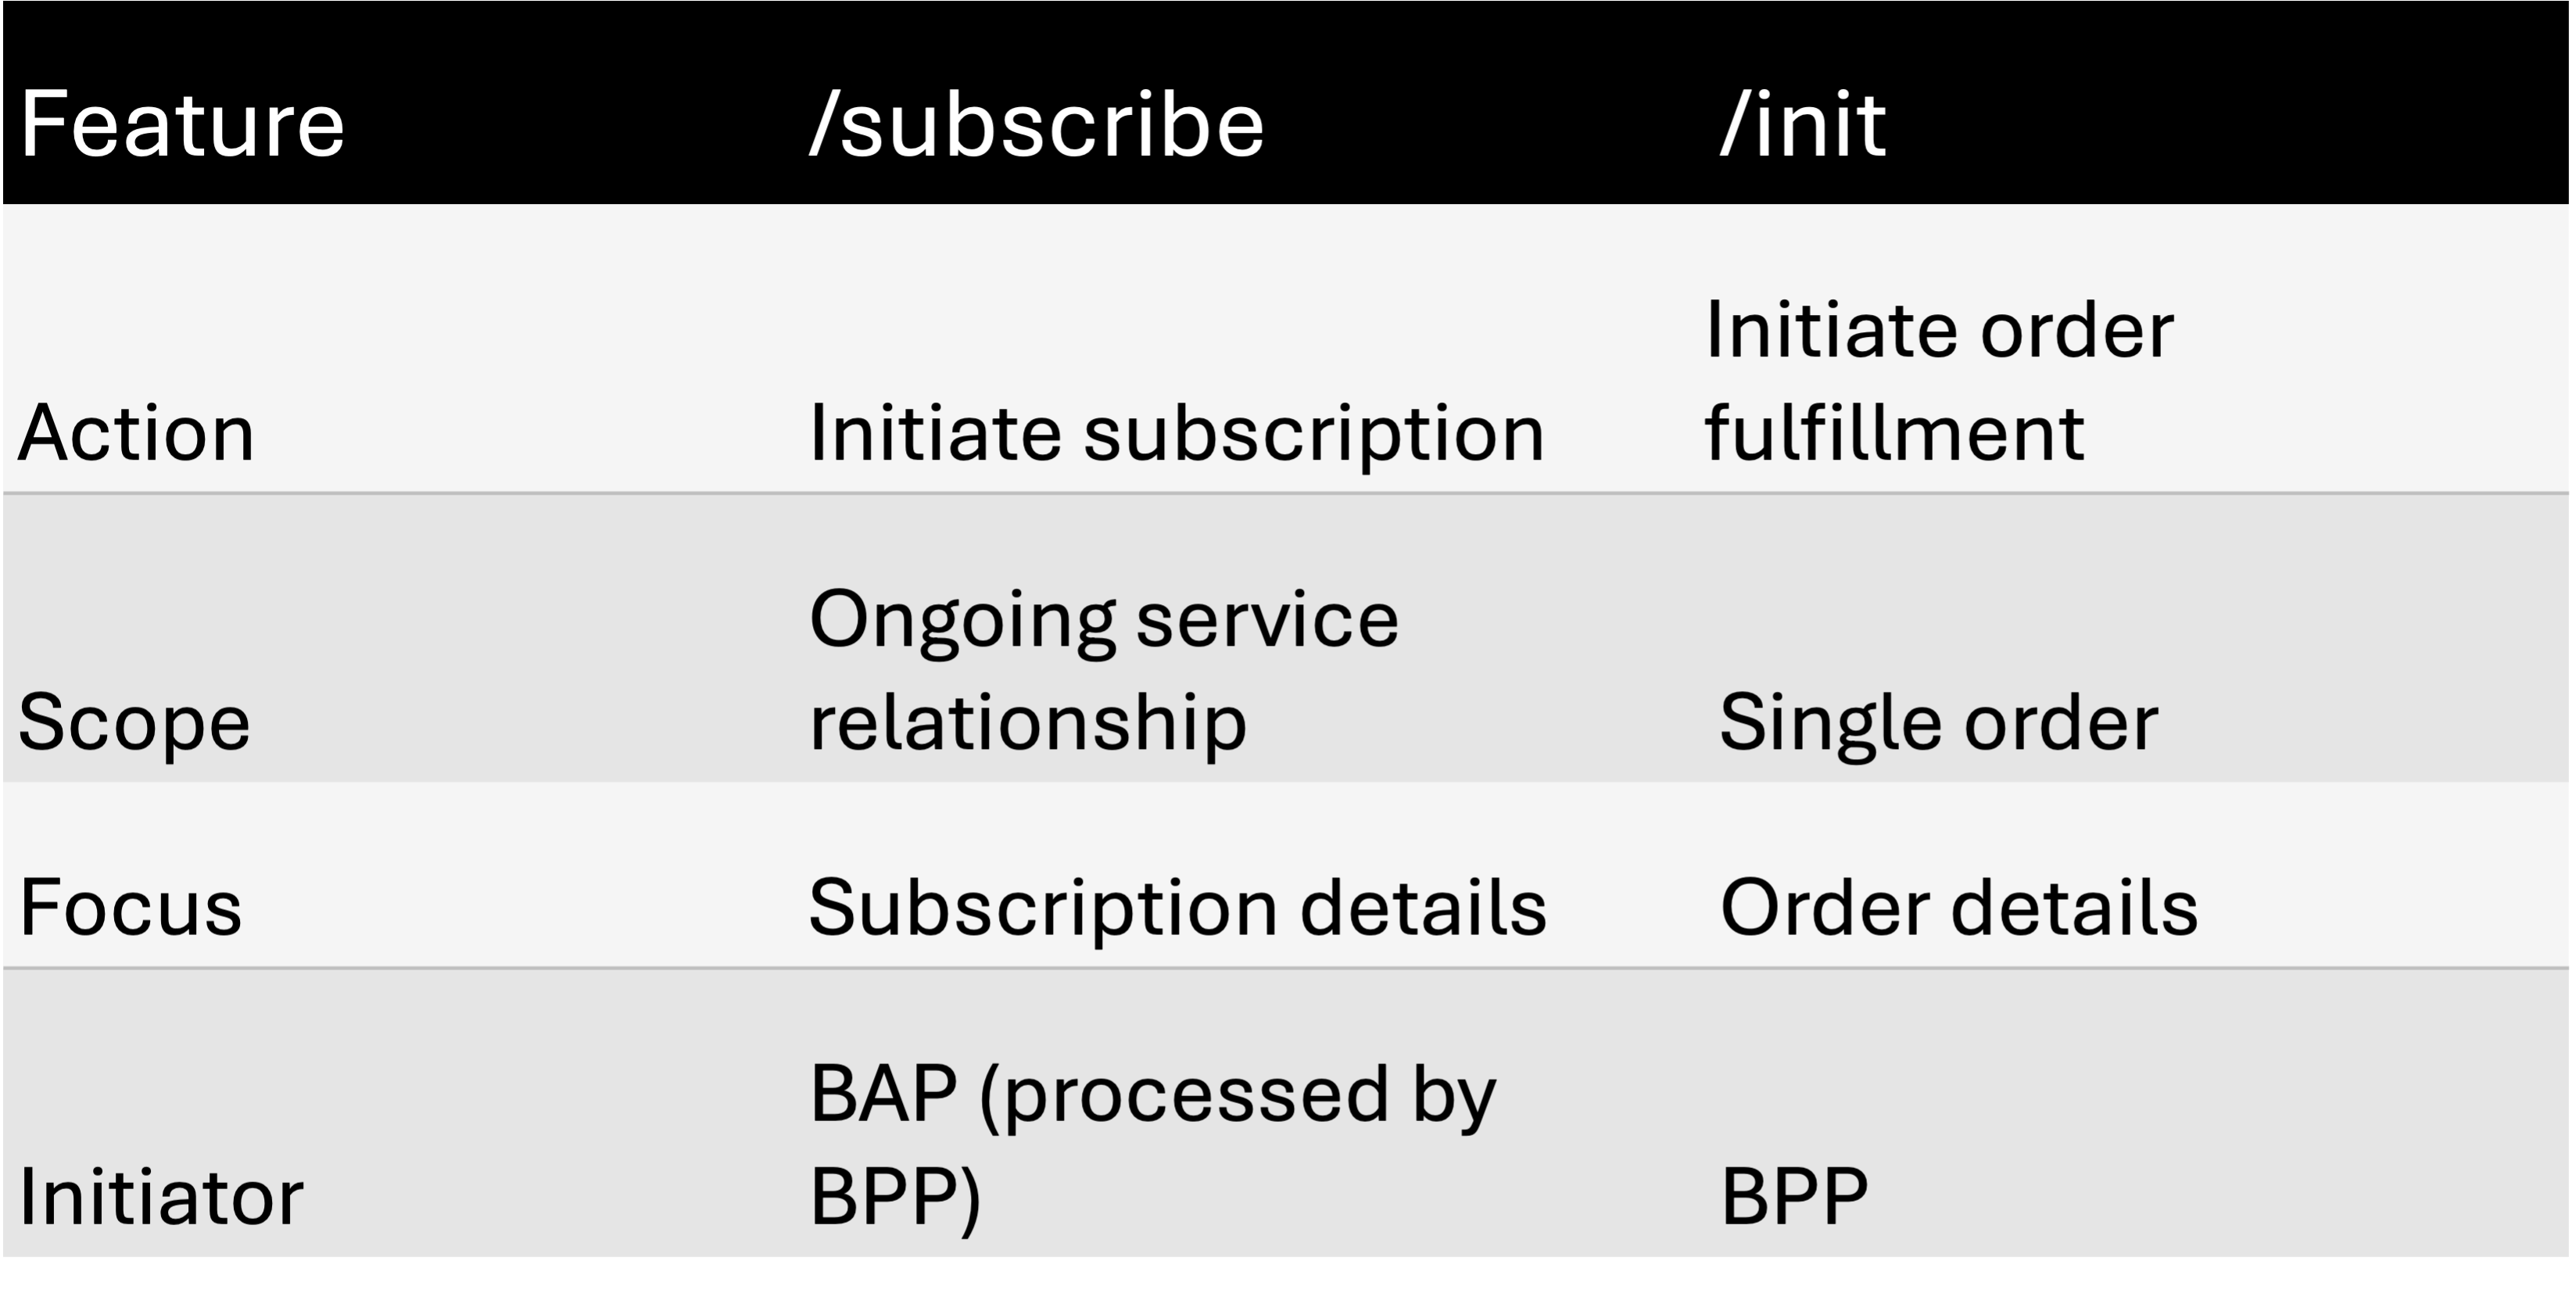 Feature /subscribe /init
Action Initiate subscription Initiate order
fulfillment
Scope Ongoing service
relationship Single order
Focus Subscription details Order details
Initiator BAP (processed by
BPP) BPP